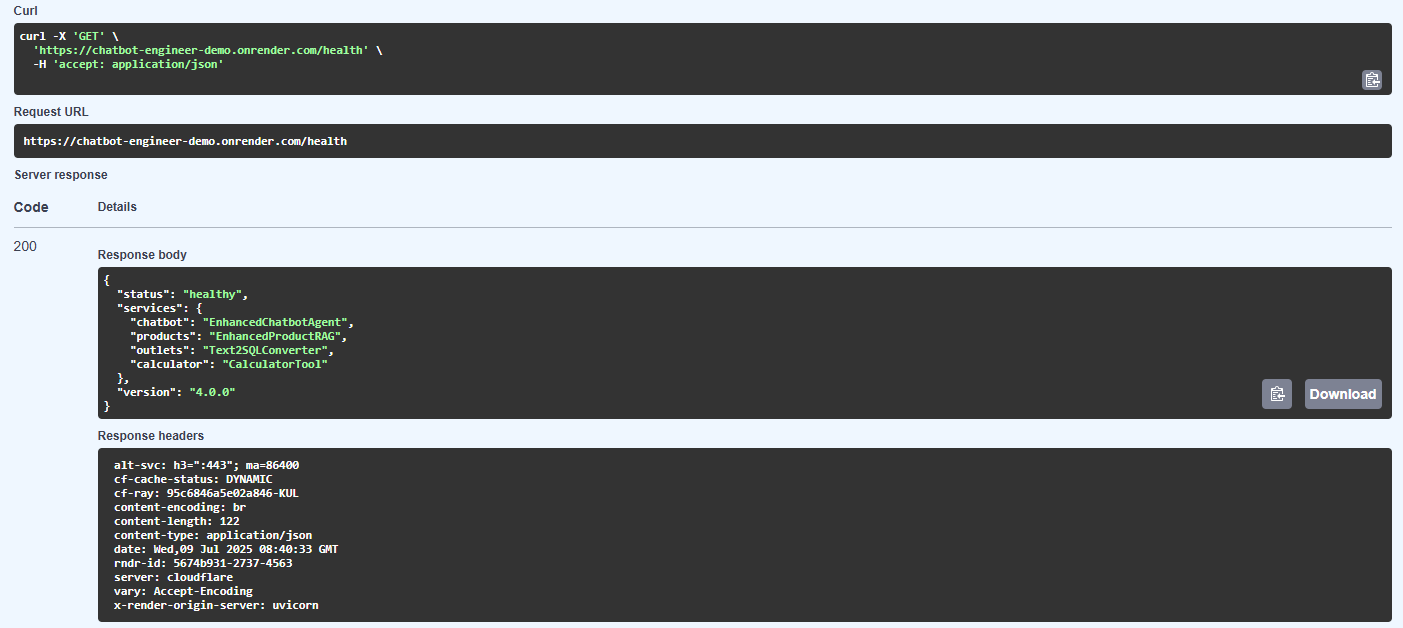 Curl
curl -X 'GET' \
  'https://chatbot-engineer-demo.onrender.com/health' \
  -H 'accept: application/json'
Request URL
https://chatbot-engineer-demo.onrender.com/health
Server response
Code Details
200
Response body
{
  "status": "healthy",
  "services": {
    "chatbot": "EnhancedChatbotAgent",
    "products": "EnhancedProductRAG",
    "outlets": "Text2SQLConverter",
    "calculator": "CalculatorTool"
  },
  "version": "4.0.0"
}
Download
Response headers
alt-svc: h3=":443"; ma=86400
cf-cache-status: DYNAMIC
cf-ray: 95c6846a5e02a846-KUL
content-encoding: br
content-length: 122
content-type: application/json
date: Wed,09 Jul 2025 08:40:33 GMT
rndr-id: 5674b931-2737-4563
server: cloudflare
vary: Accept-Encoding
x-render-origin-server: uvicorn